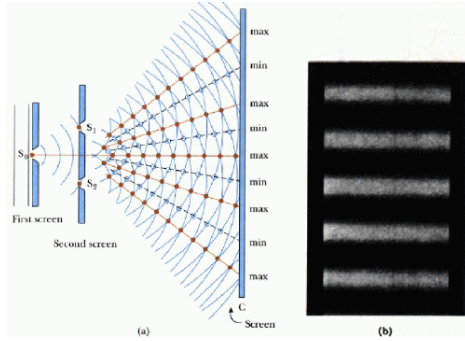 max
min
max
S₁
min
S₀
max
min
S₂
max
First screen
min
Second screen
max
C
Screen
(a)
(b)